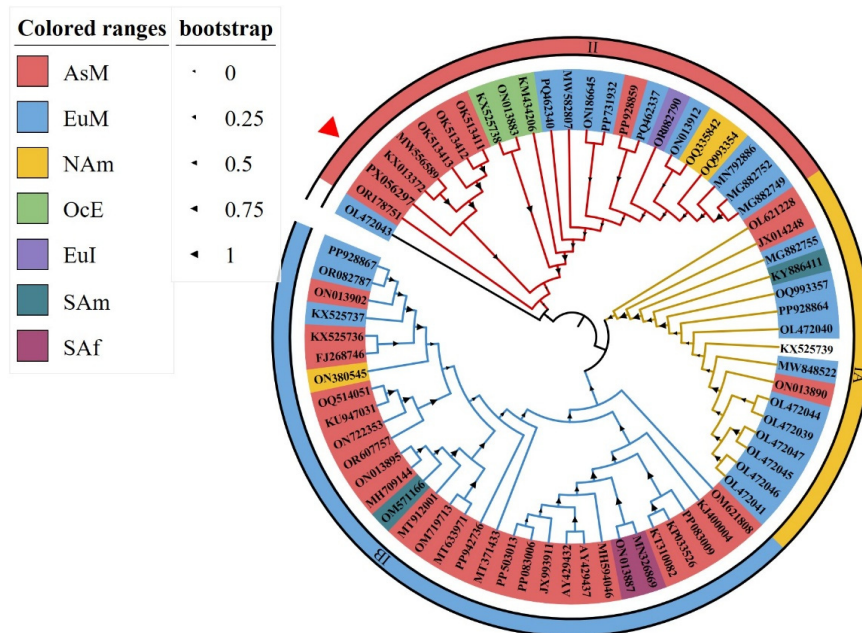 Colored ranges
AsM
EuM
NAm
OcE
EuI
SAm
SAf
bootstrap
0
0.25
0.5
0.75
1
II
IA
IB
OL472043
OR178751
PX056297
KX013372
MW556589
OK513413
OK513412
OK513411
KX525738
ON013883
KM434206
PQ462340
MW582807
ON186645
PP731932
PP928859
PQ462337
OR082790
ON013912
OQ335842
OQ993354
MN792886
MG882752
MG882749
OL621228
JX014248
MG882755
KY886411
OQ993357
PP928864
OL472040
KX525739
MW848522
ON013890
OL472044
OL472039
OL472047
OL472045
OL472046
OL472041
OM621808
KJ400004
PP083009
KP033526
KT310082
MN326869
ON013887
MH594046
AY429437
AY429432
JX993911
PP083006
PP503013
MT371433
PP942736
MT633971
OM719713
MT912001
OM571166
MH709144
ON013895
OR607757
ON722353
KU947031
OQ514051
ON380545
FJ268746
KX525736
KX525737
ON013902
OR082787
PP928867